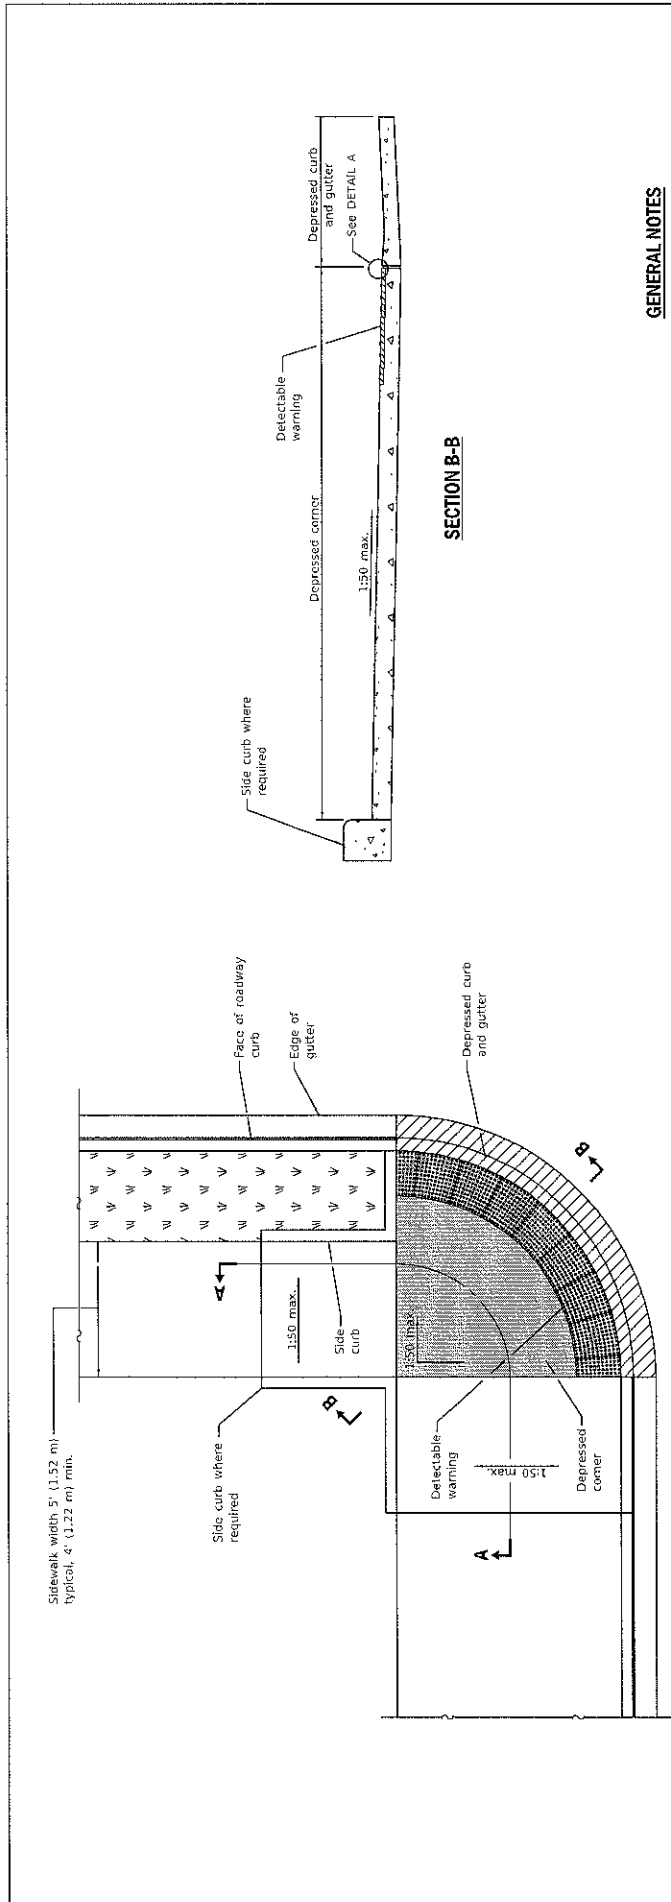 Sidewalk width 5' (1.52 m)
typical, 4' (1.22 m) min.
Side curb where
required
A
1:50 max.
B
Side
curb
1:50 max.
Face of roadway
curb
Edge of
gutter
Detectable
warning
1:50 max.
Depressed
corner
A
Depressed curb
and gutter
B
Side curb where
required
Depressed corner
1:50 max.
Detectable
warning
Depressed curb
and gutter
See DETAIL A
SECTION B-B
GENERAL NOTES